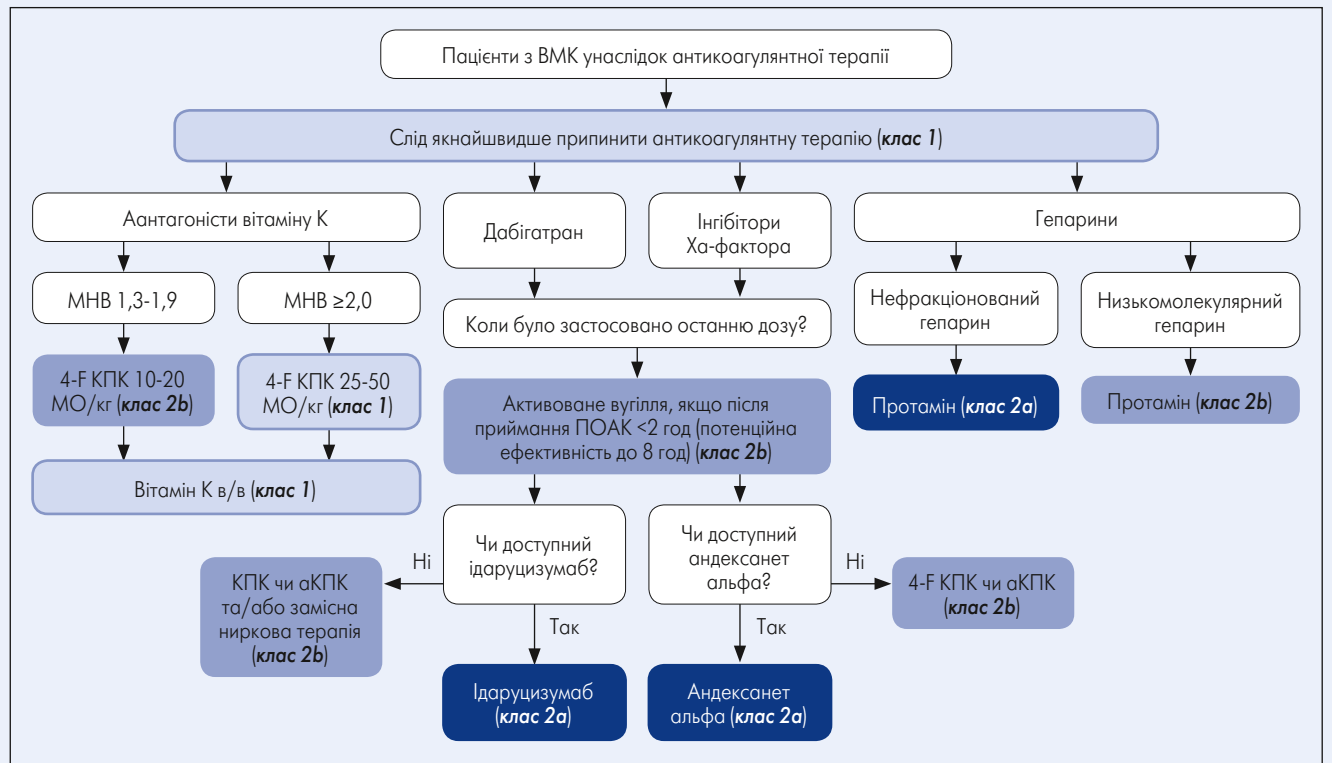 Пацієнти з ВМК унаслідок антикоагулянтної терапії
Слід якнайшвидше припинити антикоагулянтну терапію (клас 1)
Аантагоністи вітаміну К
Дабігатран
Інгібітори
Ха-фактора
Гепарини
МНВ 1,3-1,9
МНВ ≥2,0
Коли було застосовано останню дозу?
Нефракціонований
гепарин
Низькомолекулярний
гепарин
4-F КПК 10-20
МО/кг (клас 2b)
4-F КПК 25-50
МО/кг (клас 1)
Активоване вугілля, якщо після
приймання ПОАК <2 год (потенційна
ефективність до 8 год) (клас 2b)
Протамін (клас 2a)
Протамін (клас 2b)
Вітамін К в/в (клас 1)
Чи доступний
ідаруцизумаб?
Чи доступний
андексанет
альфа?
Ні
Ні
КПК чи аКПК
та/або замісна
ниркова терапія
(клас 2b)
4-F КПК чи аКПК
(клас 2b)
Так
Так
Ідаруцизумаб
(клас 2a)
Андексанет
альфа (клас 2a)